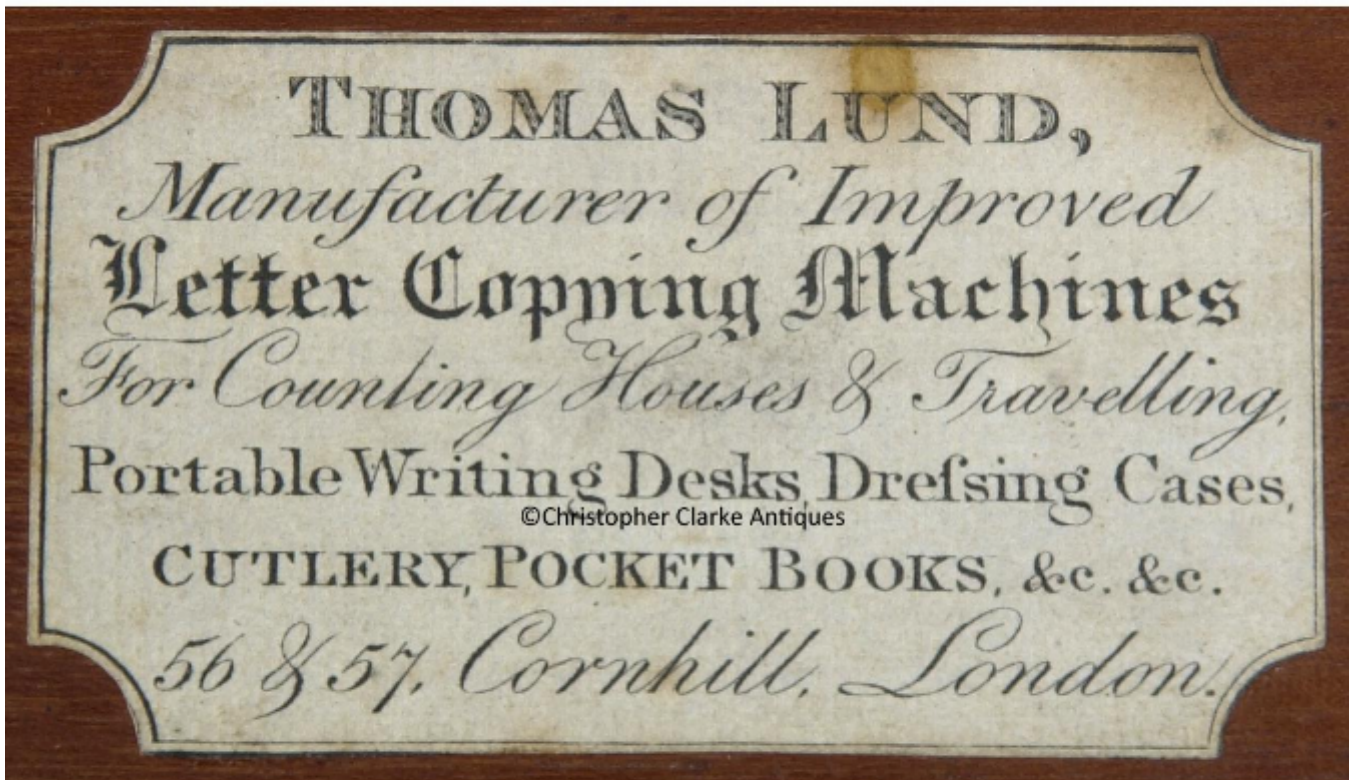 THOMAS LUND,
Manufacturer of Improved
Letter Copying Machines
For Counting Houses & Travelling,
Portable Writing Desks, Dreſsing Cases,
©Christopher Clarke Antiques
CUTLERY, POCKET BOOKS, &c. &c.
56 & 57, Cornhill, London.